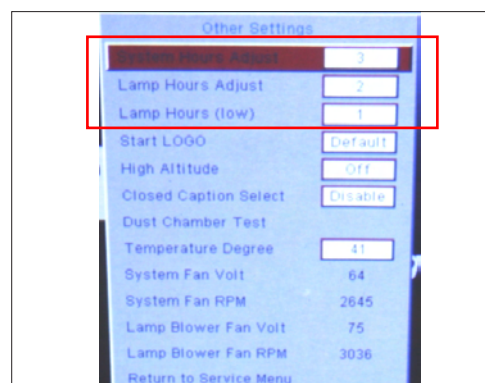 Other Settings
System Hours Adjust 3
Lamp Hours Adjust 2
Lamp Hours (low) 1
Start LOGO Default
High Altitude Off
Closed Caption Select Disable
Dust Chamber Test
Temperature Degree 41
System Fan Volt 64
System Fan RPM 2645
Lamp Blower Fan Volt 75
Lamp Blower Fan RPM 3036
Return to Service Menu